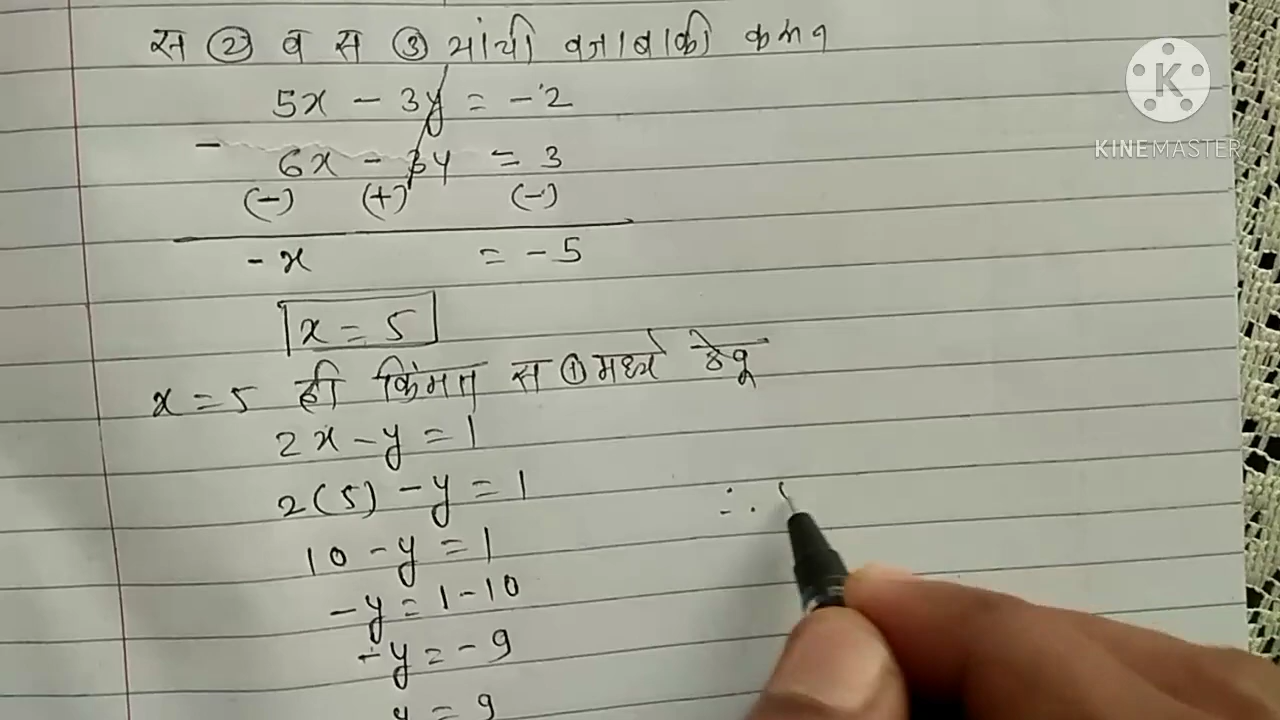 स ② व स ③ यांची वजाबाकी करून
5x - 3y = -2
- 6x - 3y = 3
(-) (+) (-)
-x = -5
x = 5
x = 5 ही किंमत स ① मध्ये ठेवू
2x - y = 1
2(5) - y = 1
10 - y = 1
-y = 1 - 10
-y = -9
y = 9
∴
K
KINEMASTER